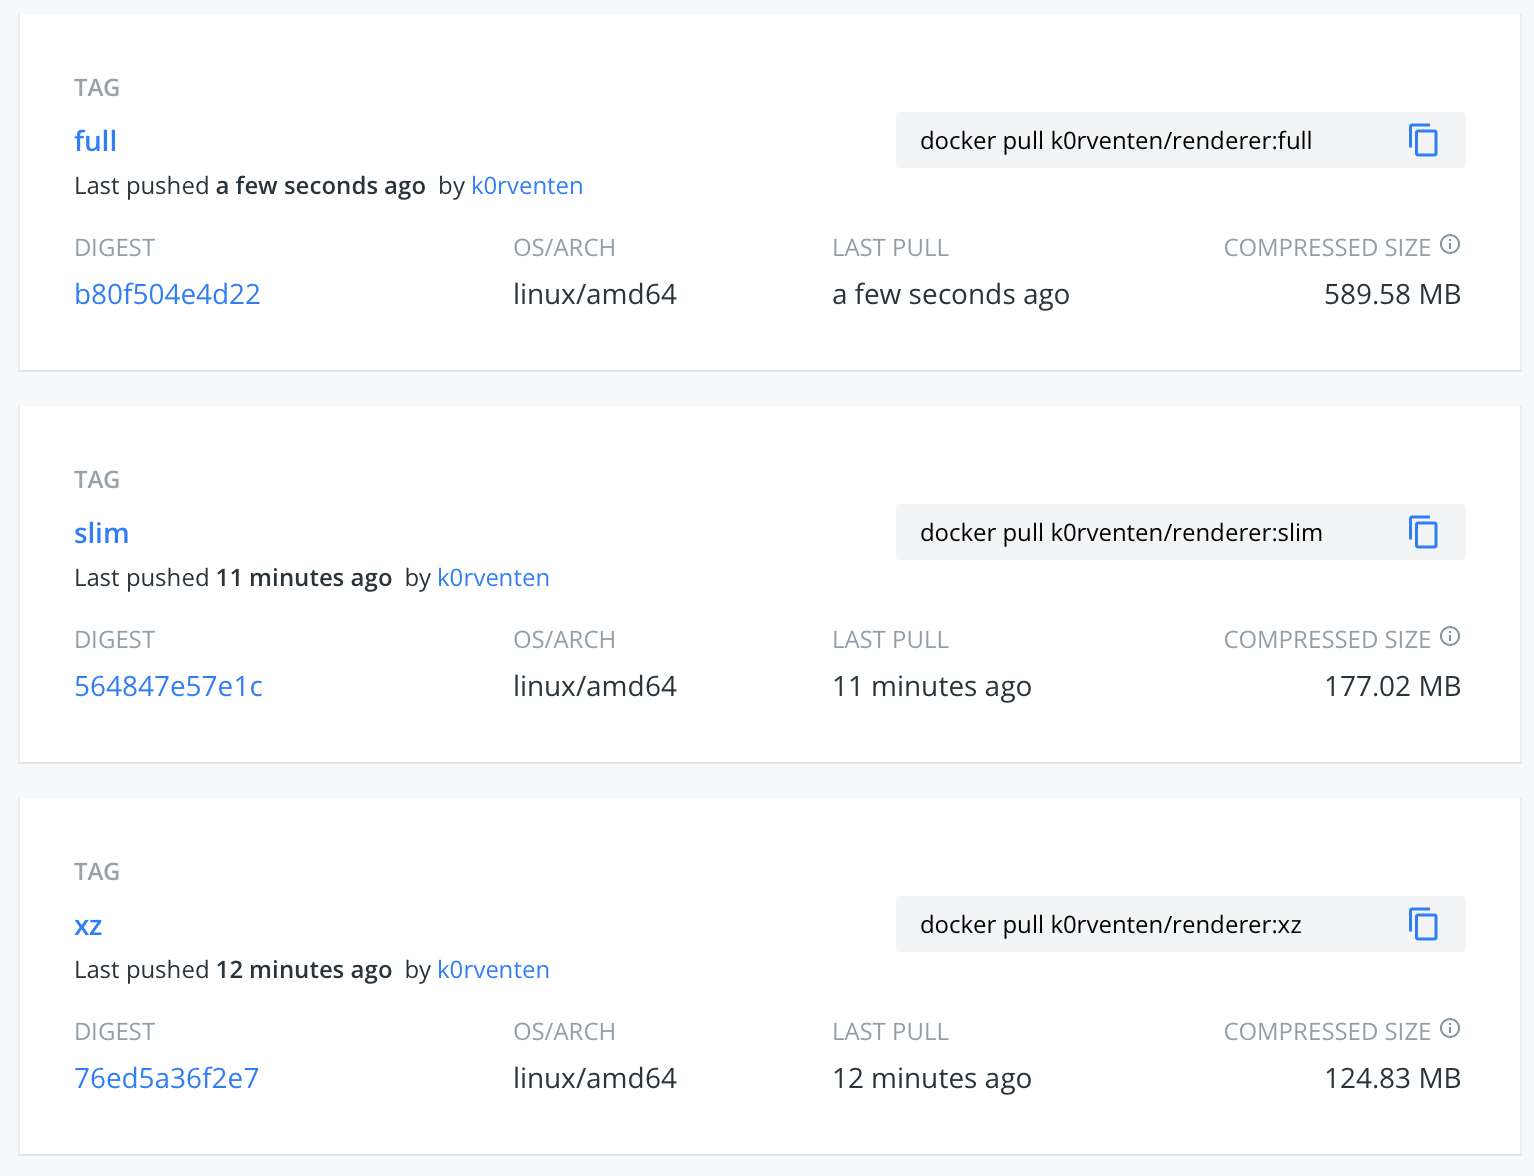 TAG
full
docker pull k0rventen/renderer:full
Last pushed a few seconds ago by k0rventen
DIGEST OS/ARCH LAST PULL COMPRESSED SIZE
b80f504e4d22 linux/amd64 a few seconds ago 589.58 MB
TAG
slim
docker pull k0rventen/renderer:slim
Last pushed 11 minutes ago by k0rventen
DIGEST OS/ARCH LAST PULL COMPRESSED SIZE
564847e57e1c linux/amd64 11 minutes ago 177.02 MB
TAG
xz
docker pull k0rventen/renderer:xz
Last pushed 12 minutes ago by k0rventen
DIGEST OS/ARCH LAST PULL COMPRESSED SIZE
76ed5a36f2e7 linux/amd64 12 minutes ago 124.83 MB